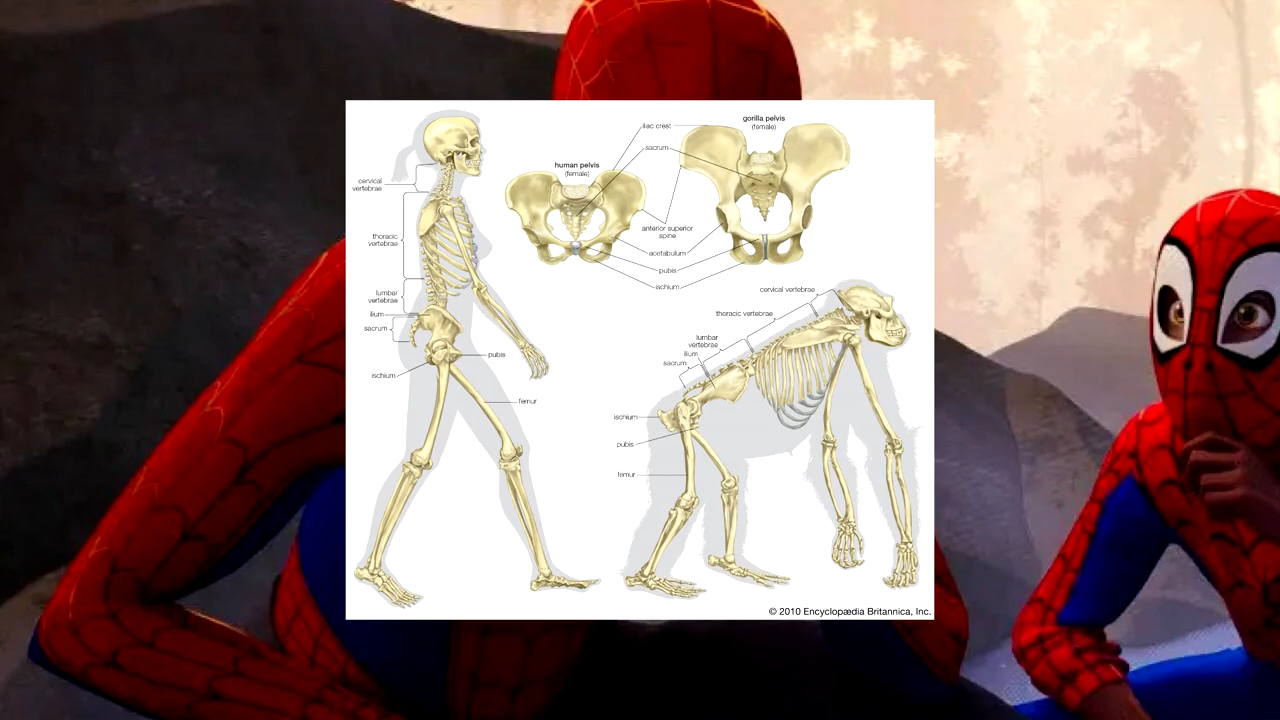 cervical
vertebrae
thoracic
vertebrae
lumbar
vertebrae
ilium
sacrum
ischium
pubis
femur
human pelvis
(female)
iliac crest
sacrum
gorilla pelvis
(female)
anterior superior
spine
acetabulum
pubis
ischium
cervical vertebrae
thoracic vertebrae
lumbar
vertebrae
ilium
sacrum
ischium
pubis
femur
© 2010 Encyclopædia Britannica, Inc.